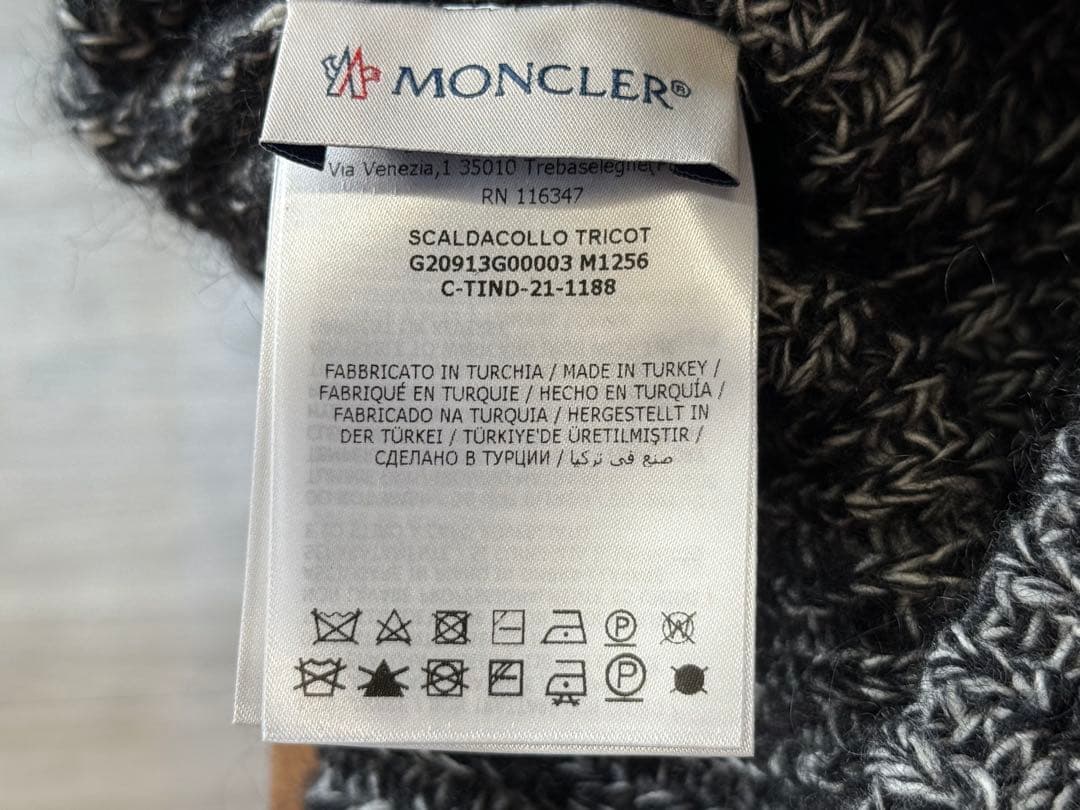 MONCLER®
Via Venezia,1 35010 Trebaseleghe
RN 116347
SCALDACOLLO TRICOT
G20913G00003 M1256
C-TIND-21-1188
FABBRICATO IN TURCHIA / MADE IN TURKEY /
FABRIQUÉ EN TURQUIE / HECHO EN TURQUÍA /
FABRICADO NA TURQUIA / HERGESTELLT IN
DER TÜRKEI / TÜRKIYE'DE ÜRETILMIŞTIR /
СДЕЛАНО В ТУРЦИИ / صنع في تركيا
P W
P